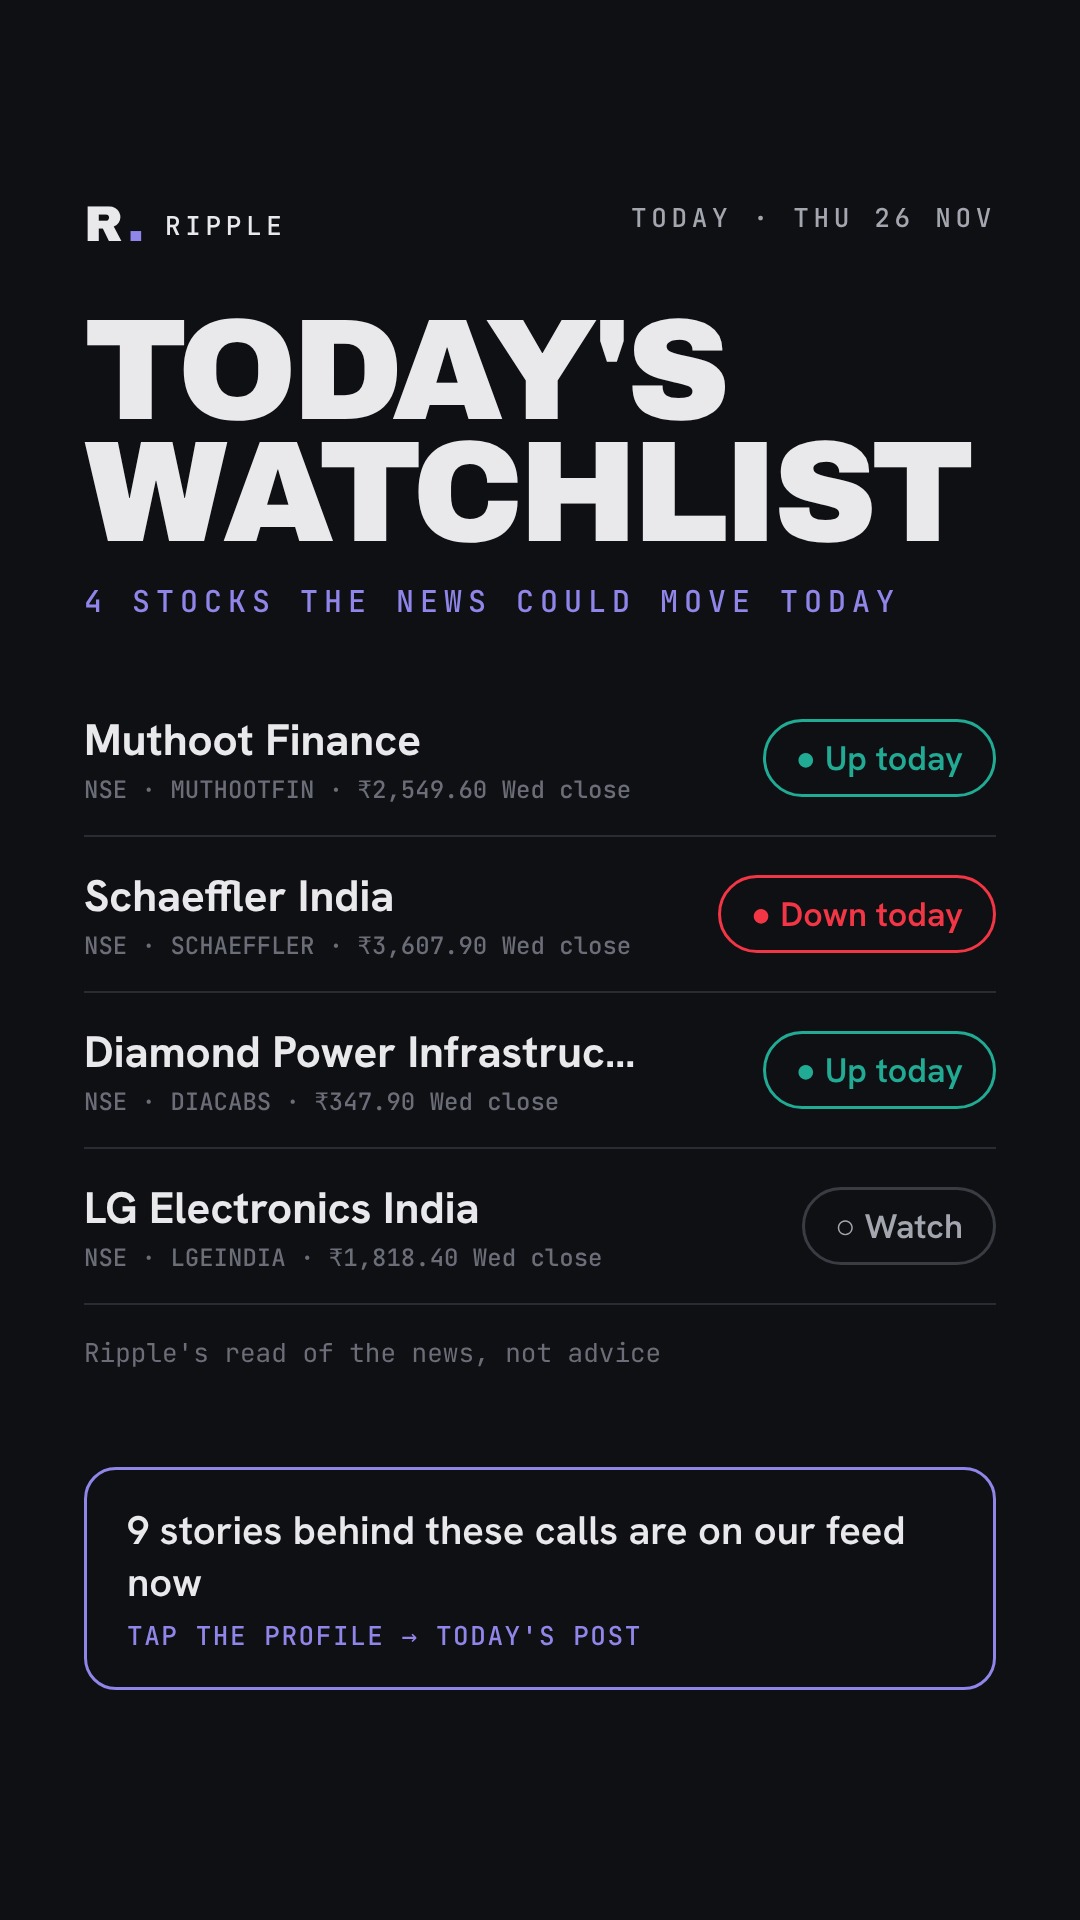 R. RIPPLE
TODAY · THU 26 NOV
TODAY'S
WATCHLIST
4 STOCKS THE NEWS COULD MOVE TODAY
Muthoot Finance
NSE · MUTHOOTFIN · ₹2,549.60 Wed close
● Up today
Schaeffler India
NSE · SCHAEFFLER · ₹3,607.90 Wed close
● Down today
Diamond Power Infrastruc...
NSE · DIACABS · ₹347.90 Wed close
● Up today
LG Electronics India
NSE · LGEINDIA · ₹1,818.40 Wed close
○ Watch
Ripple's read of the news, not advice
9 stories behind these calls are on our feed
now
TAP THE PROFILE → TODAY'S POST